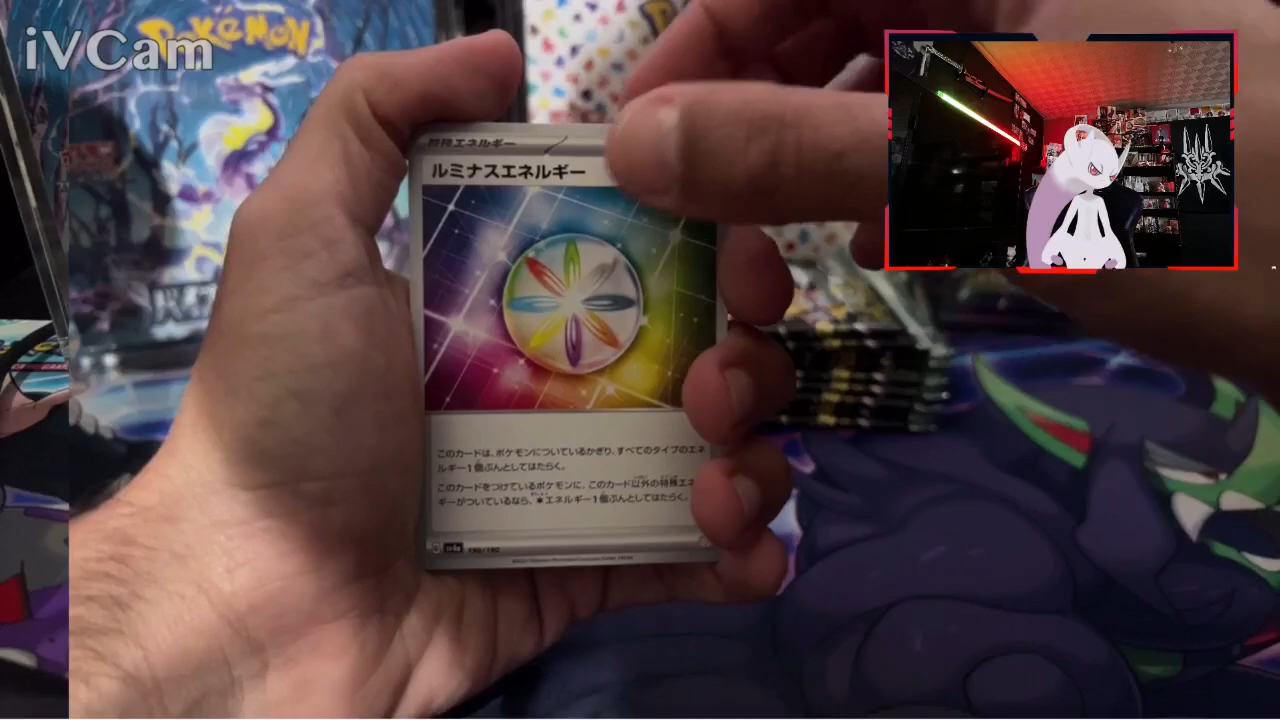 iVCam
POKÉMON
特殊エネルギー
ルミナスエネルギー
このカードは、ポケモンについているかぎり、すべてのタイプのエネ
ルギー1個ぶんとしてはたらく。
このカードをつけているポケモンに、このカード以外の特殊エネ
ギーがついているなら、エネルギー1個ぶんとしてはたらく。
sv4a 190/190